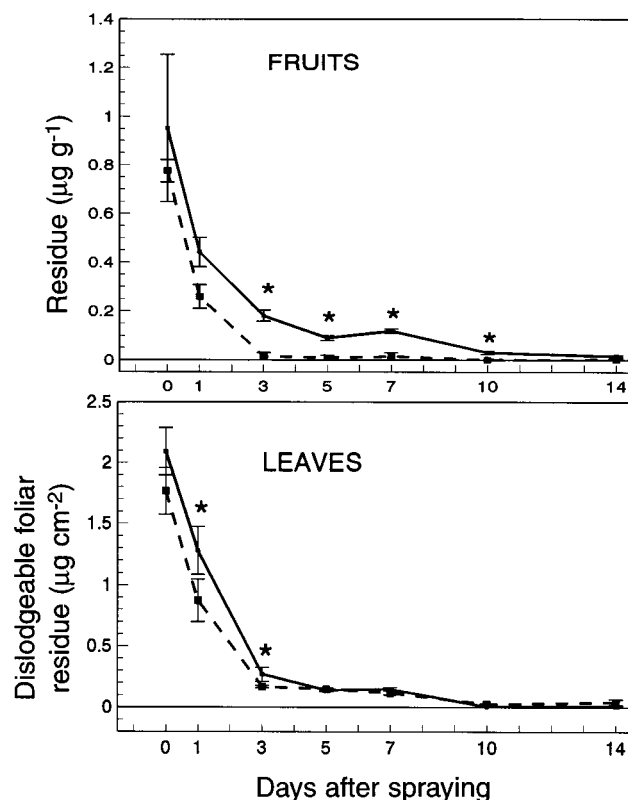 FRUITS
Residue (µg g-1)
1.4
1.2
1
0.8
0.6
0.4
0.2
0
* * * *
0 1 3 5 7 10 14
LEAVES
Dislodgeable foliar
residue (µg cm-2)
2.5
2
1.5
1
0.5
0
* *
0 1 3 5 7 10 14
Days after spraying